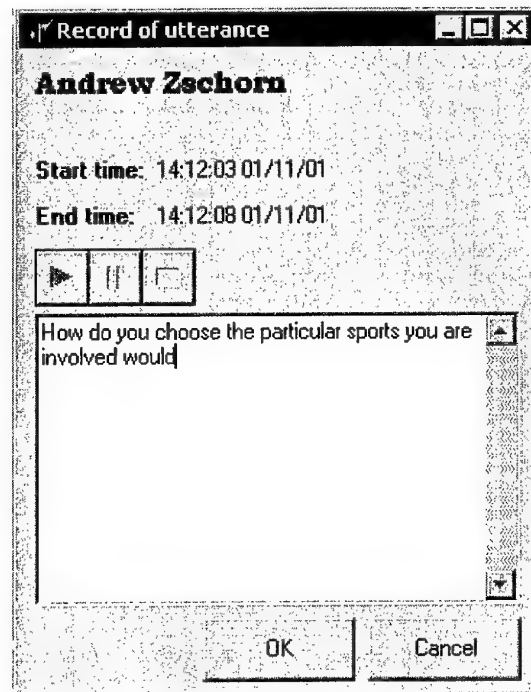 Record of utterance
Andrew Zschorn
Start time: 14:12:03 01/11/01
End time: 14:12:08 01/11/01
How do you choose the particular sports you are
involved would
OK Cancel